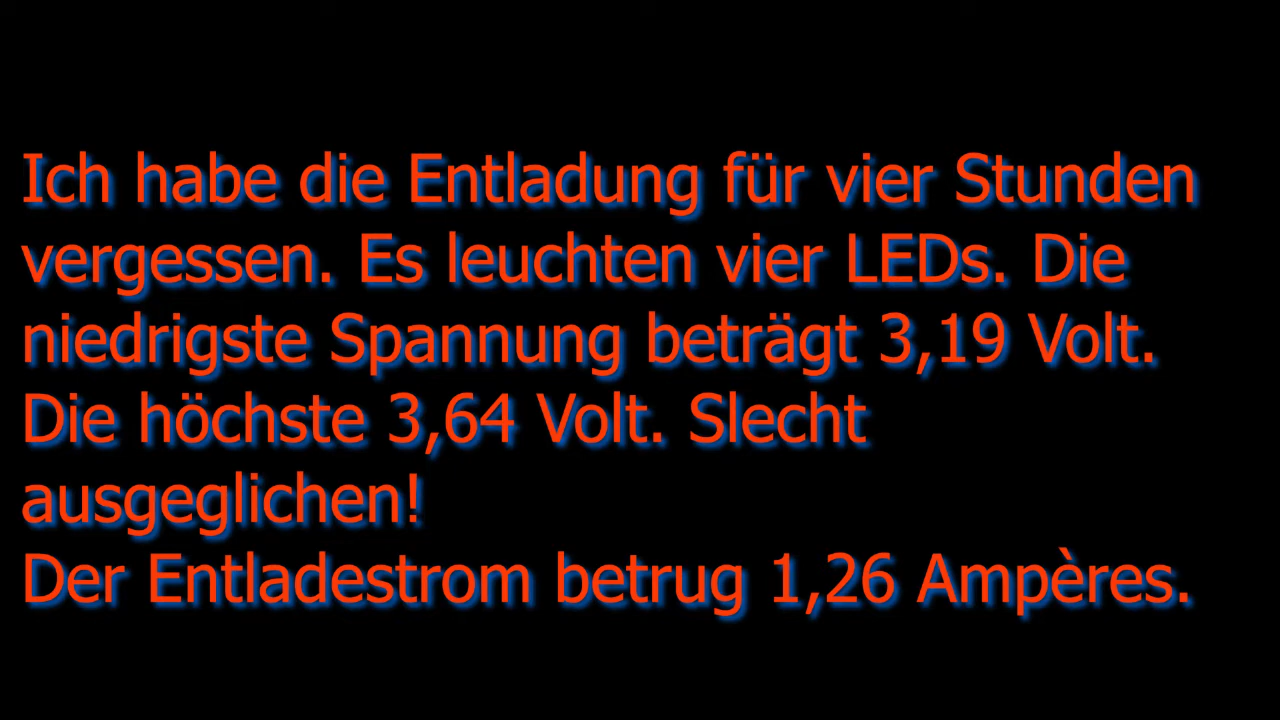 Ich habe die Entladung für vier Stunden
vergessen. Es leuchten vier LEDs. Die
niedrigste Spannung beträgt 3,19 Volt.
Die höchste 3,64 Volt. Slecht
ausgeglichen!
Der Entladestrom betrug 1,26 Ampères.